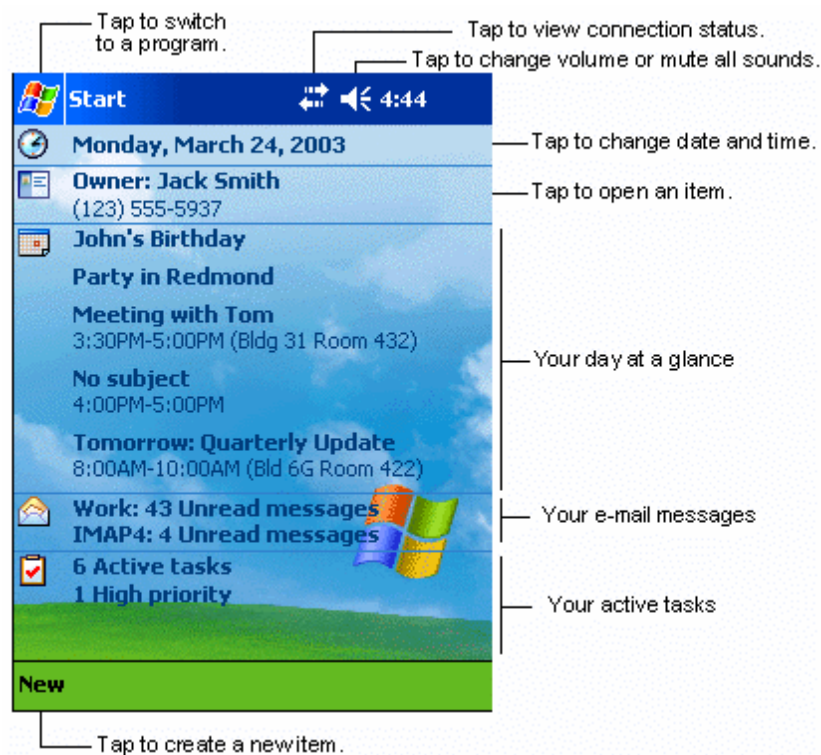 Tap to switch
to a program.
Tap to view connection status.
Tap to change volume or mute all sounds.
Start 4:44
Monday, March 24, 2003
Tap to change date and time.
Owner: Jack Smith
(123) 555-5937
Tap to open an item.
John's Birthday
Party in Redmond
Meeting with Tom
3:30PM-5:00PM (Bldg 31 Room 432)
Your day at a glance
No subject
4:00PM-5:00PM
Tomorrow: Quarterly Update
8:00AM-10:00AM (Bld 6G Room 422)
Work: 43 Unread messages
IMAP4: 4 Unread messages
Your e-mail messages
6 Active tasks
1 High priority
Your active tasks
New
Tap to create a new item.